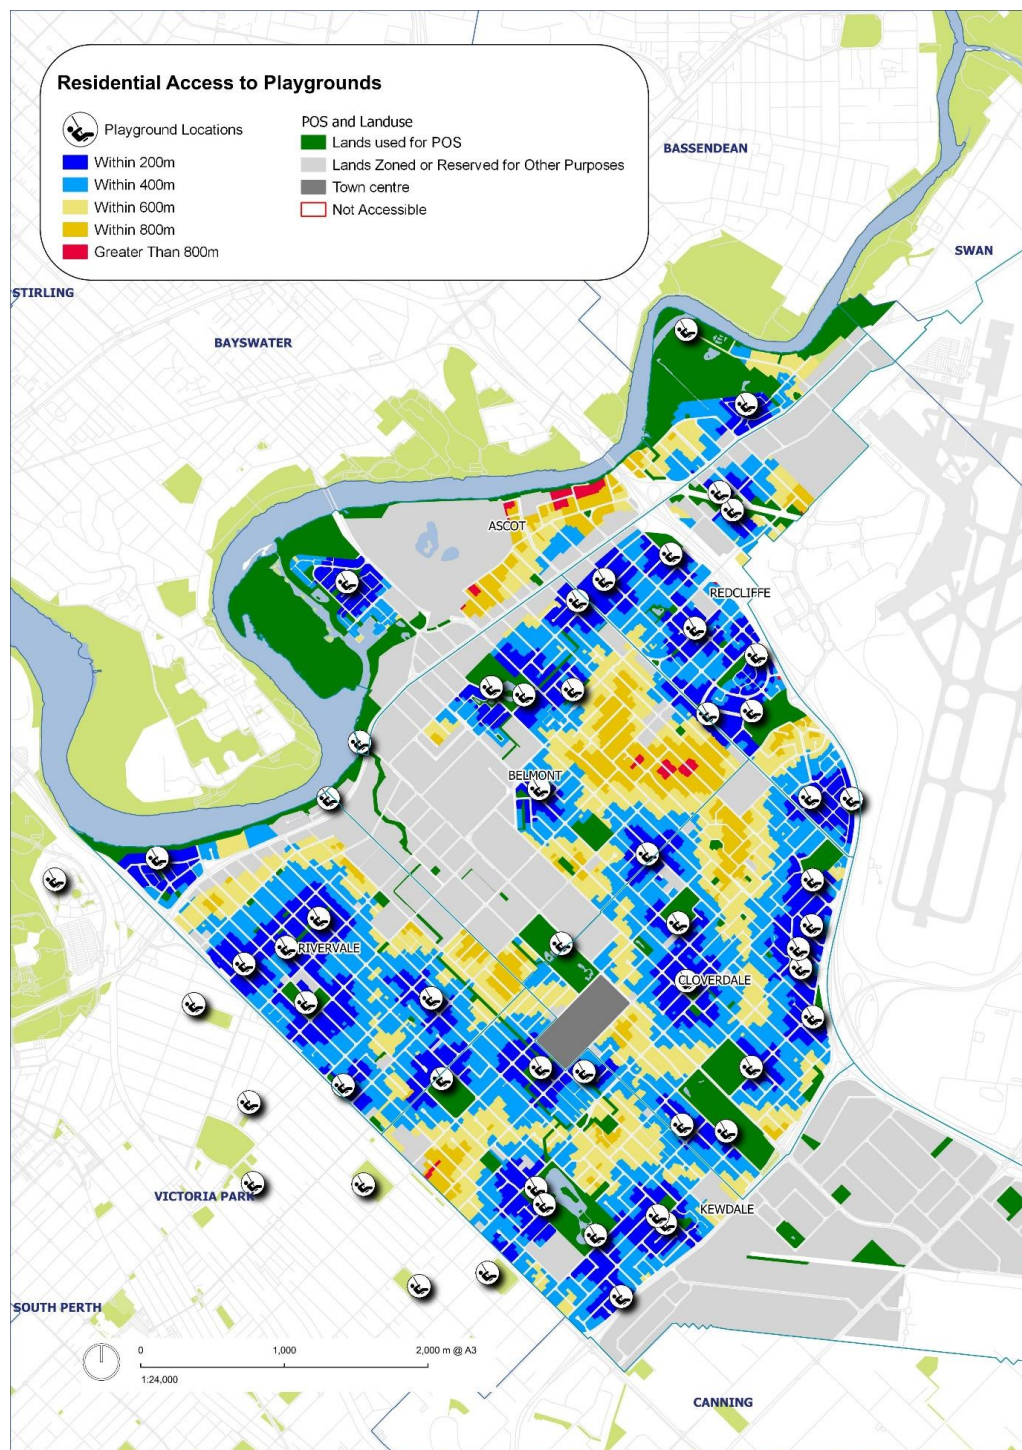 Residential Access to Playgrounds
Playground Locations
Within 200m
Within 400m
Within 600m
Within 800m
Greater Than 800m
POS and Landuse
Lands used for POS
Lands Zoned or Reserved for Other Purposes
Town centre
Not Accessible
BASSENDEAN
SWAN
STIRLING
BAYSWATER
ASCOT
REDCLIFFE
BELMONT
RIVERVALE
CLOVERDALE
VICTORIA PARK
KEWDALE
SOUTH PERTH
0 1,000 2,000 m @ A3
1:24,000
CANNING